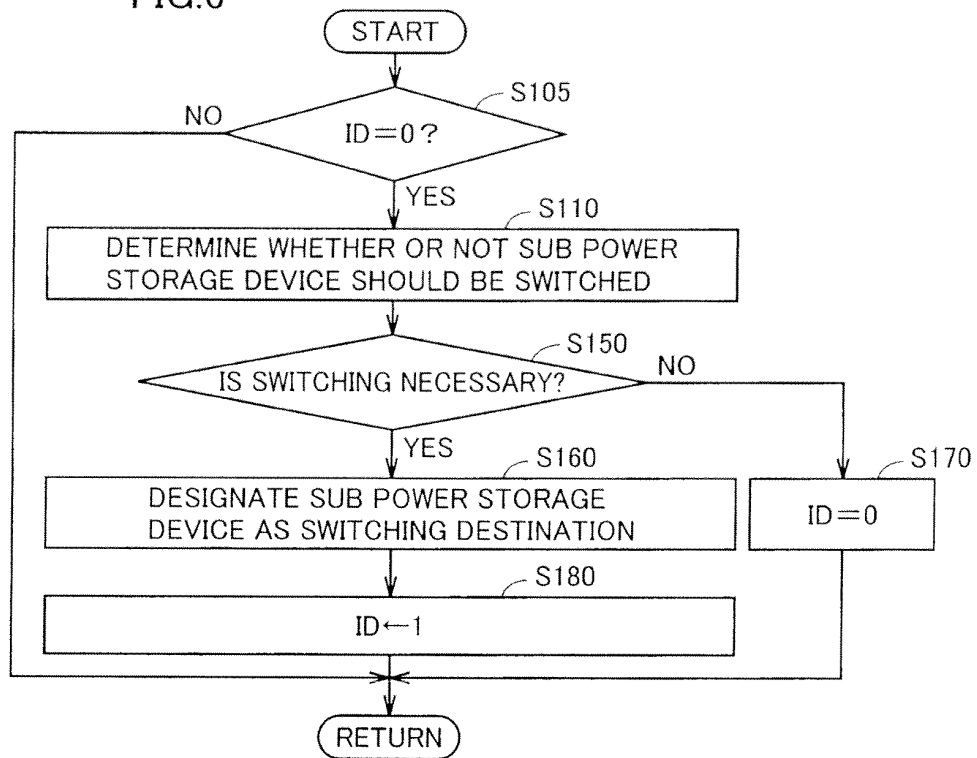 START
S105
NO
ID=0?
YES
S110
DETERMINE WHETHER OR NOT SUB POWER
STORAGE DEVICE SHOULD BE SWITCHED
S150
NO
IS SWITCHING NECESSARY?
YES
S160
S170
DESIGNATE SUB POWER STORAGE
DEVICE AS SWITCHING DESTINATION
ID=0
S180
ID←1
RETURN